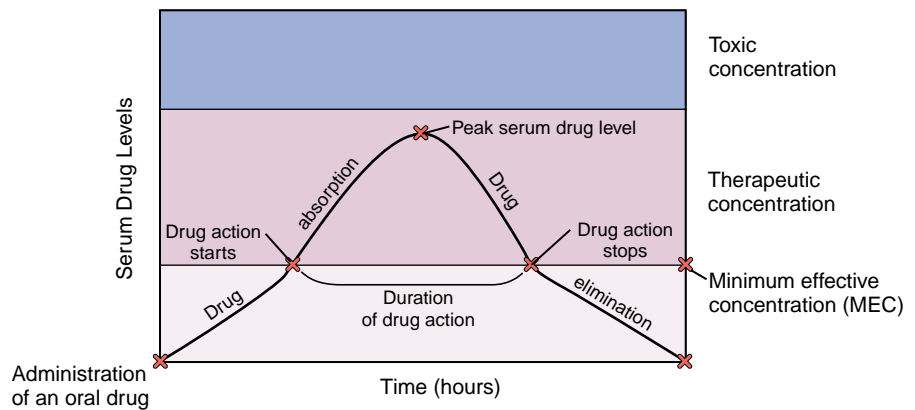 Toxic
concentration
Peak serum drug level
absorption
Drug
Therapeutic
concentration
Serum Drug Levels
Drug action
starts
Drug action
stops
Minimum effective
concentration (MEC)
Drug
Duration
of drug action
elimination
Administration
of an oral drug
Time (hours)